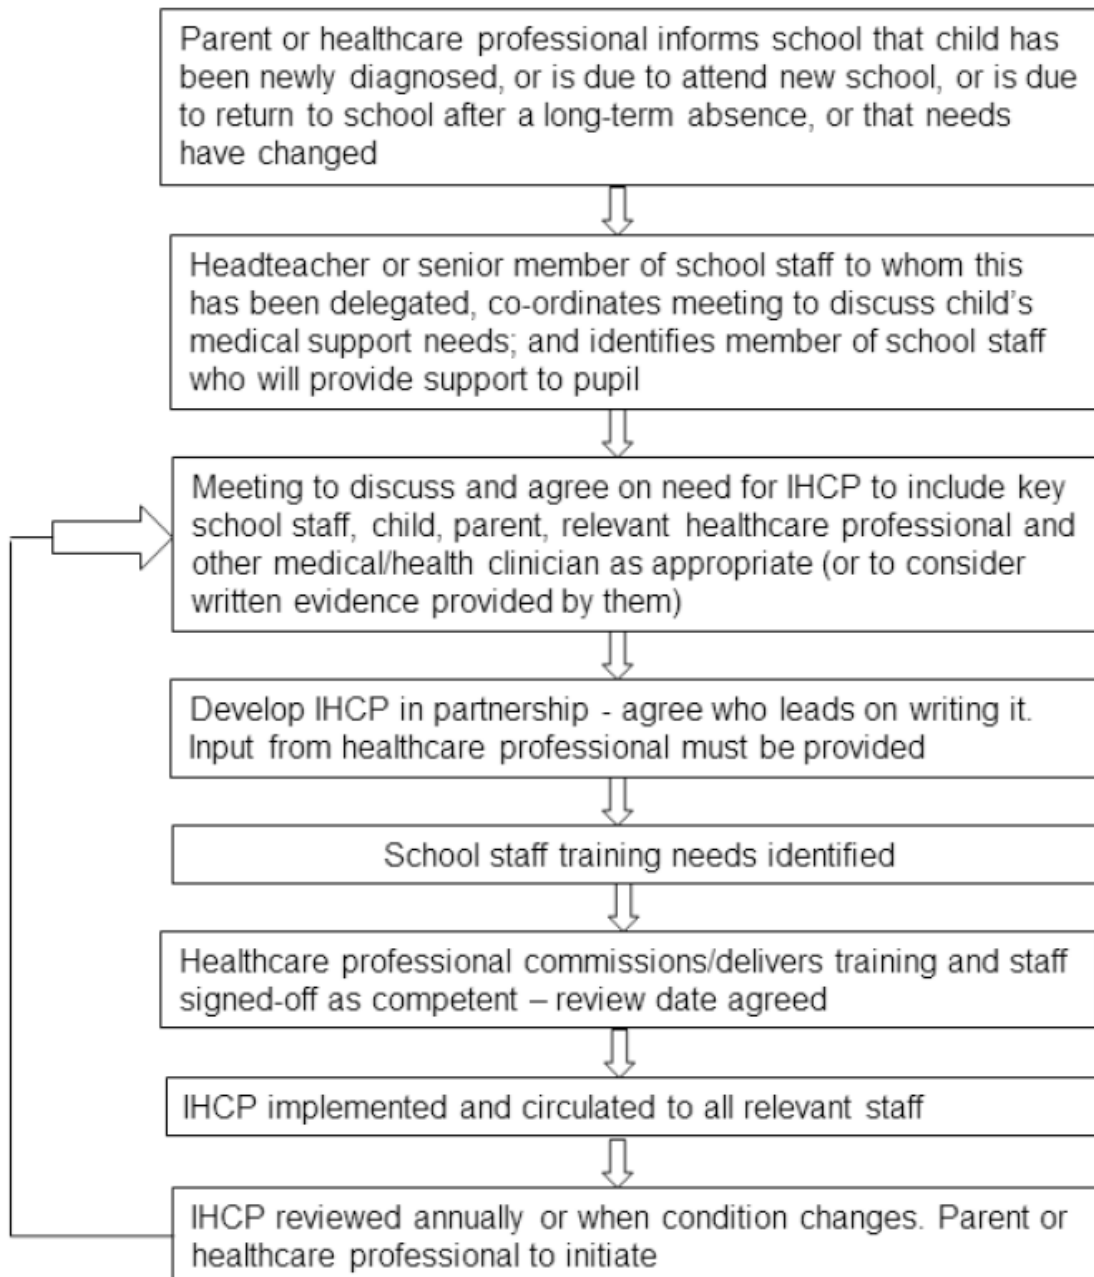 Parent or healthcare professional informs school that child has
been newly diagnosed, or is due to attend new school, or is due
to return to school after a long-term absence, or that needs
have changed
Headteacher or senior member of school staff to whom this
has been delegated, co-ordinates meeting to discuss child's
medical support needs; and identifies member of school staff
who will provide support to pupil
Meeting to discuss and agree on need for IHCP to include key
school staff, child, parent, relevant healthcare professional and
other medical/health clinician as appropriate (or to consider
written evidence provided by them)
Develop IHCP in partnership - agree who leads on writing it.
Input from healthcare professional must be provided
School staff training needs identified
Healthcare professional commissions/delivers training and staff
signed-off as competent – review date agreed
IHCP implemented and circulated to all relevant staff
IHCP reviewed annually or when condition changes. Parent or
healthcare professional to initiate